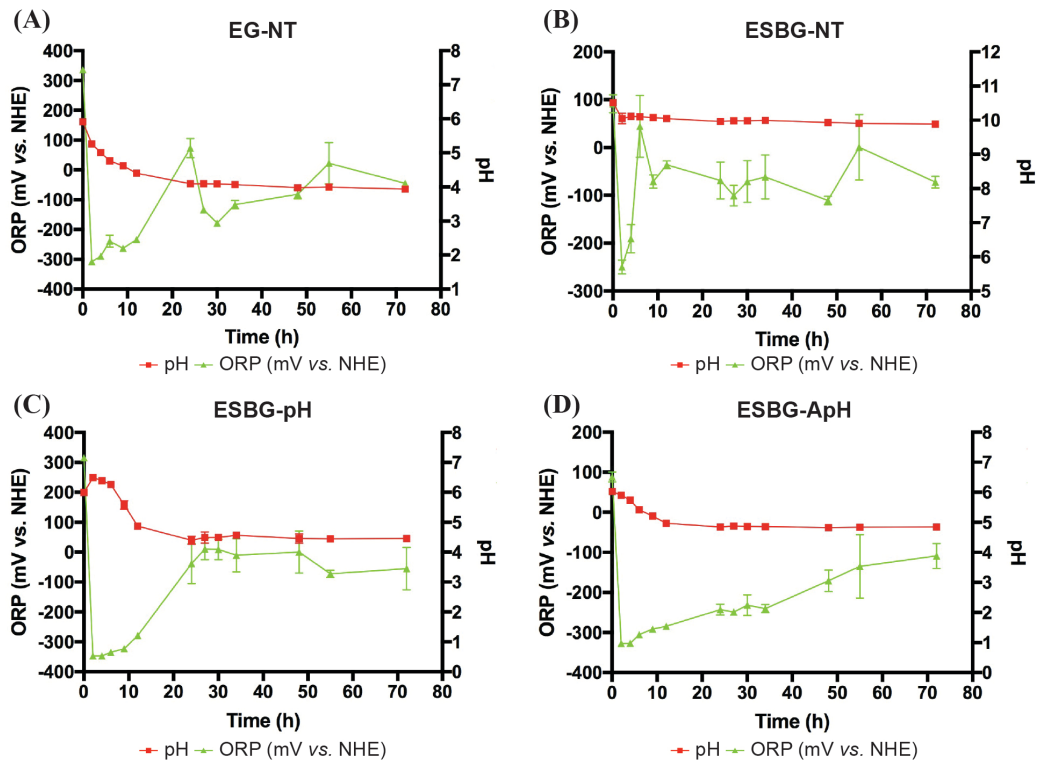 (A)
EG-NT
ORP (mV vs. NHE)
400
300
200
100
0
-100
-200
-300
-400
8
7
6
5
4
3
2
1
pH
0 10 20 30 40 50 60 70 80
Time (h)
pH ORP (mV vs. NHE)
(B)
ESBG-NT
ORP (mV vs. NHE)
200
100
0
-100
-200
-300
12
11
10
9
8
7
6
5
pH
0 10 20 30 40 50 60 70 80
Time (h)
pH ORP (mV vs. NHE)
(C)
ESBG-pH
ORP (mV vs. NHE)
400
300
200
100
0
-100
-200
-300
-400
8
7
6
5
4
3
2
1
0
pH
0 10 20 30 40 50 60 70 80
Time (h)
pH ORP (mV vs. NHE)
(D)
ESBG-ApH
ORP (mV vs. NHE)
200
100
0
-100
-200
-300
-400
8
7
6
5
4
3
2
1
0
pH
0 10 20 30 40 50 60 70 80
Time (h)
pH ORP (mV vs. NHE)